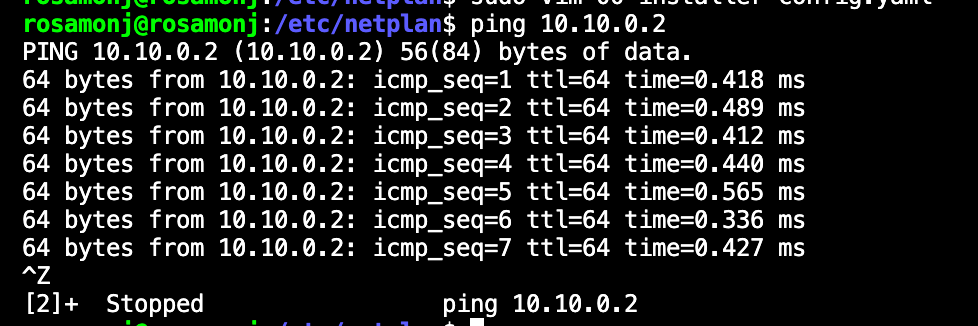 rosamonj@rosamonj:/etc/netplan$ sudo vim 00-installer-config.yaml
rosamonj@rosamonj:/etc/netplan$ ping 10.10.0.2
PING 10.10.0.2 (10.10.0.2) 56(84) bytes of data.
64 bytes from 10.10.0.2: icmp_seq=1 ttl=64 time=0.418 ms
64 bytes from 10.10.0.2: icmp_seq=2 ttl=64 time=0.489 ms
64 bytes from 10.10.0.2: icmp_seq=3 ttl=64 time=0.412 ms
64 bytes from 10.10.0.2: icmp_seq=4 ttl=64 time=0.440 ms
64 bytes from 10.10.0.2: icmp_seq=5 ttl=64 time=0.565 ms
64 bytes from 10.10.0.2: icmp_seq=6 ttl=64 time=0.336 ms
64 bytes from 10.10.0.2: icmp_seq=7 ttl=64 time=0.427 ms
^Z
[2]+  Stopped                 ping 10.10.0.2
rosamonj@rosamonj:/etc/netplan$